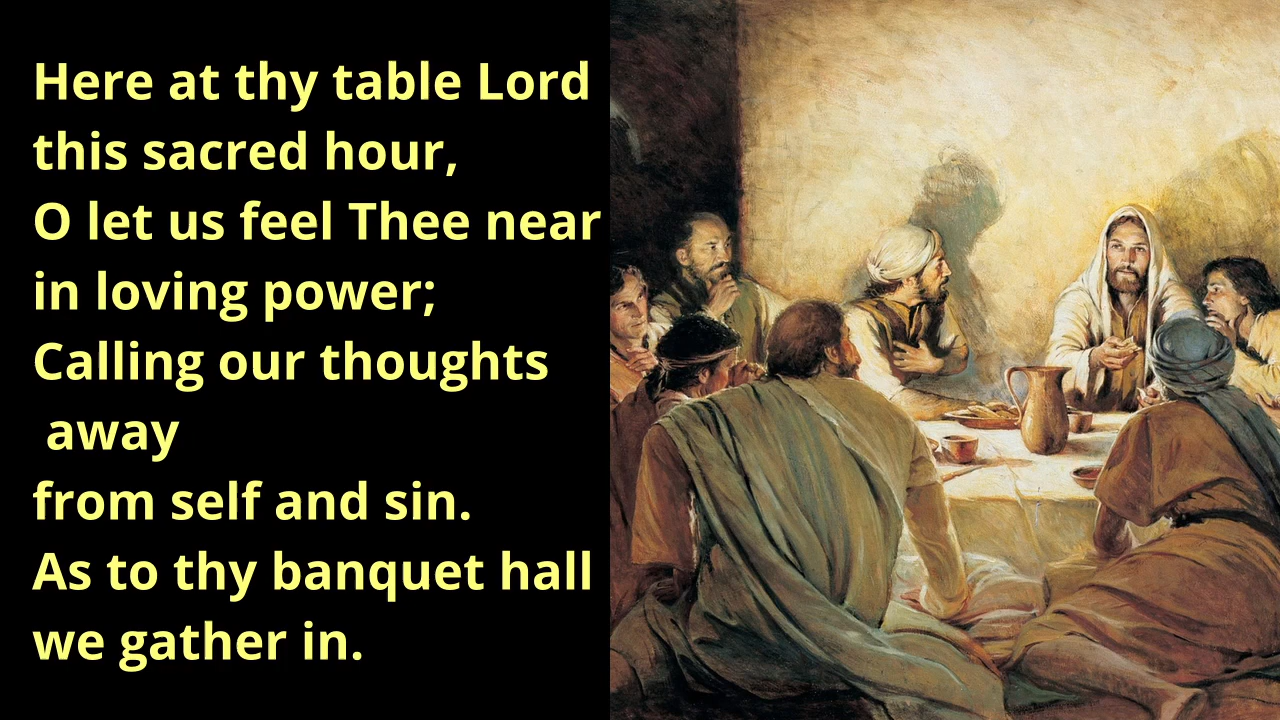 Here at thy table Lord
this sacred hour,
O let us feel Thee near
in loving power;
Calling our thoughts
away
from self and sin.
As to thy banquet hall
we gather in.